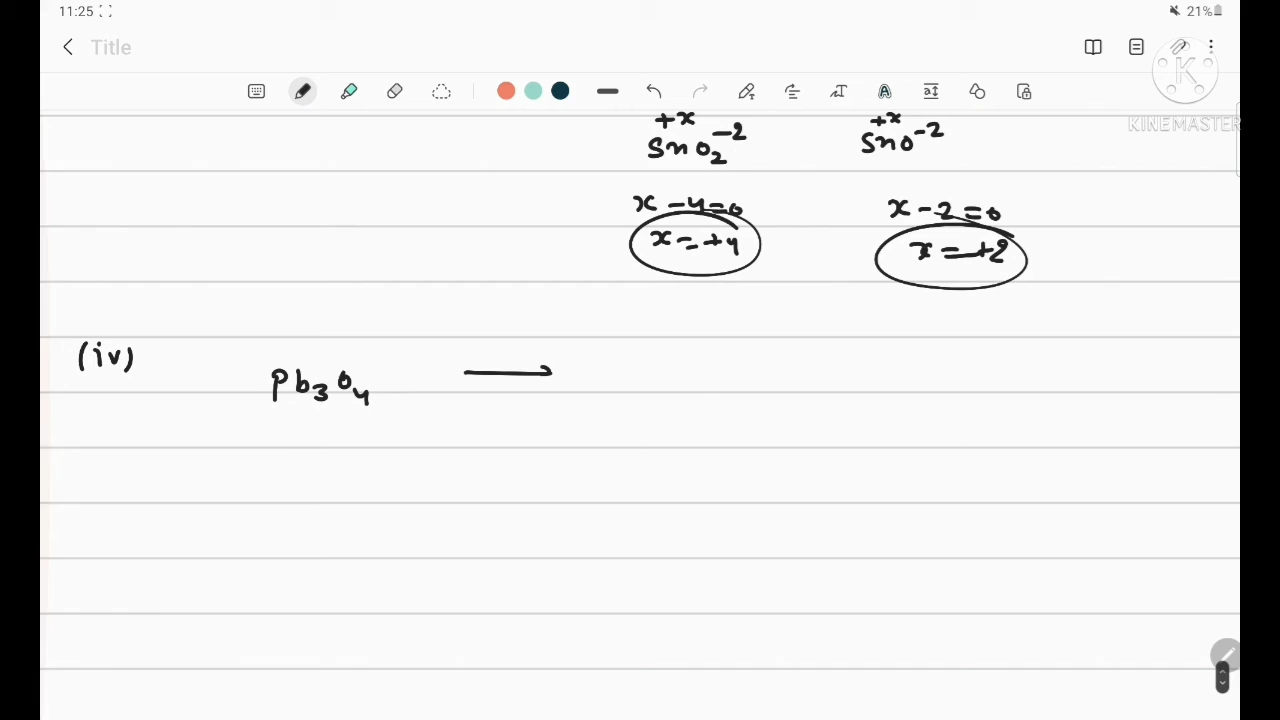 11:25
21%
Title
K
KINEMASTER
+x +x
SnO₂⁻² SnO⁻²
x - 4 = 0 x - 2 = 0
x = +4 x = +2
(iv) Pb₃O₄ ⟶